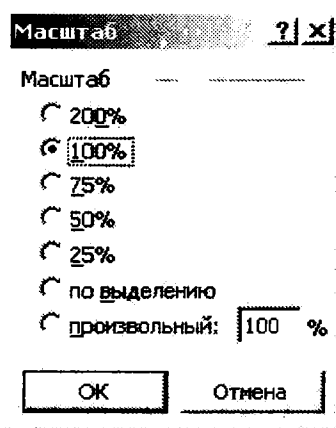 Масштаб ? ×
Масштаб
200%
100%
75%
50%
25%
по выделению
произвольный: 100 %
ОК Отмена